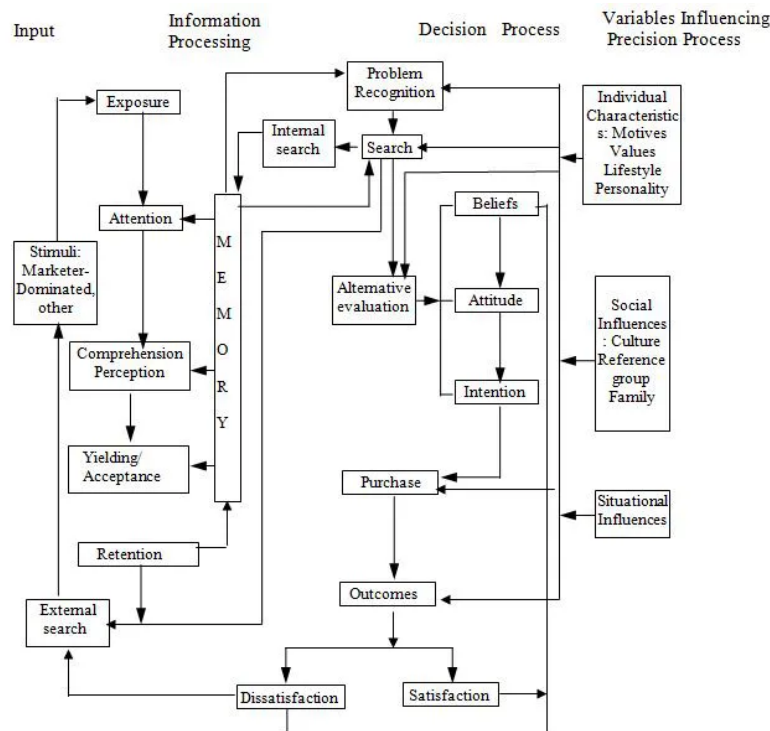 Input
Information
Processing
Decision Process
Variables Influencing
Precision Process
Exposure
Problem
Recognition
Individual
Characteristic
s: Motives
Values
Lifestyle
Personality
Internal
search
Search
Attention
M
E
M
O
R
Y
Beliefs
Stimuli:
Marketer-
Dominated,
other
Alternative
evaluation
Attitude
Social
Influences
: Culture
Reference
group
Family
Comprehension
Perception
Intention
Yielding/
Acceptance
Purchase
Situational
Influences
Retention
Outcomes
External
search
Dissatisfaction
Satisfaction